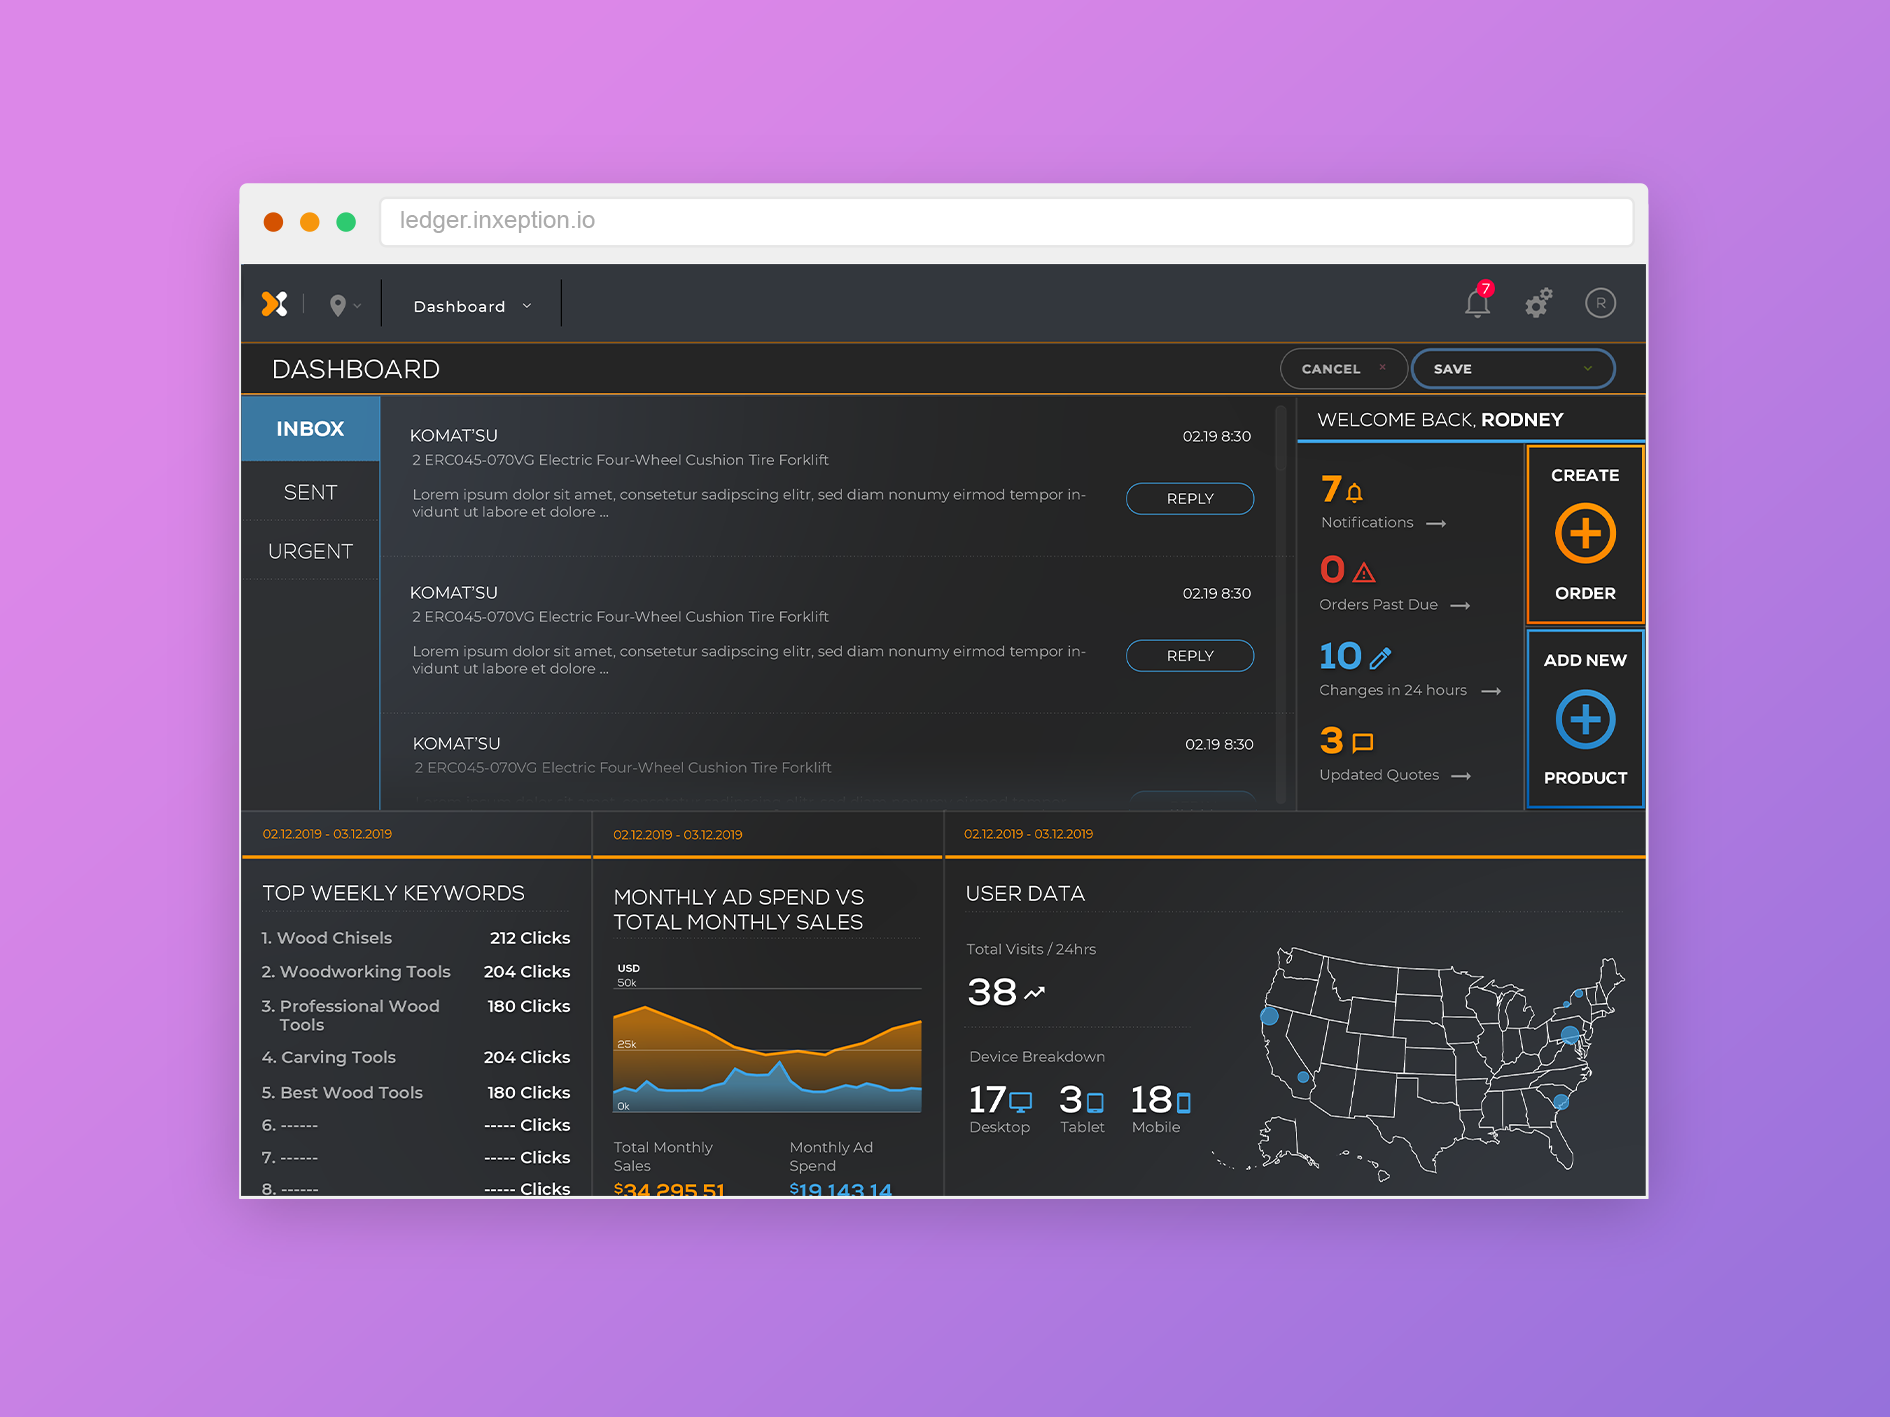 ledger.inxeption.io
Dashboard
7
R
DASHBOARD
CANCEL
SAVE
INBOX
SENT
URGENT
KOMAT'SU
02.19 8:30
2 ERC045-070VG Electric Four-Wheel Cushion Tire Forklift
Lorem ipsum dolor sit amet, consetetur sadipscing elitr, sed diam nonumy eirmod tempor in-
vidunt ut labore et dolore ...
REPLY
KOMAT'SU
02.19 8:30
2 ERC045-070VG Electric Four-Wheel Cushion Tire Forklift
Lorem ipsum dolor sit amet, consetetur sadipscing elitr, sed diam nonumy eirmod tempor in-
vidunt ut labore et dolore ...
REPLY
KOMAT'SU
02.19 8:30
2 ERC045-070VG Electric Four-Wheel Cushion Tire Forklift
WELCOME BACK, RODNEY
7
Notifications
0
Orders Past Due
10
Changes in 24 hours
3
Updated Quotes
CREATE
ORDER
ADD NEW
PRODUCT
02.12.2019 - 03.12.2019
TOP WEEKLY KEYWORDS
1. Wood Chisels 212 Clicks
2. Woodworking Tools 204 Clicks
3. Professional Wood 180 Clicks
Tools
4. Carving Tools 204 Clicks
5. Best Wood Tools 180 Clicks
6. ------ ----- Clicks
7. ------ ----- Clicks
8. ------ ----- Clicks
02.12.2019 - 03.12.2019
MONTHLY AD SPEND VS
TOTAL MONTHLY SALES
USD
50k
25k
0k
Total Monthly
Sales
$34,295.51
Monthly Ad
Spend
$19,143.14
02.12.2019 - 03.12.2019
USER DATA
Total Visits / 24hrs
38
Device Breakdown
17 3 18
Desktop Tablet Mobile